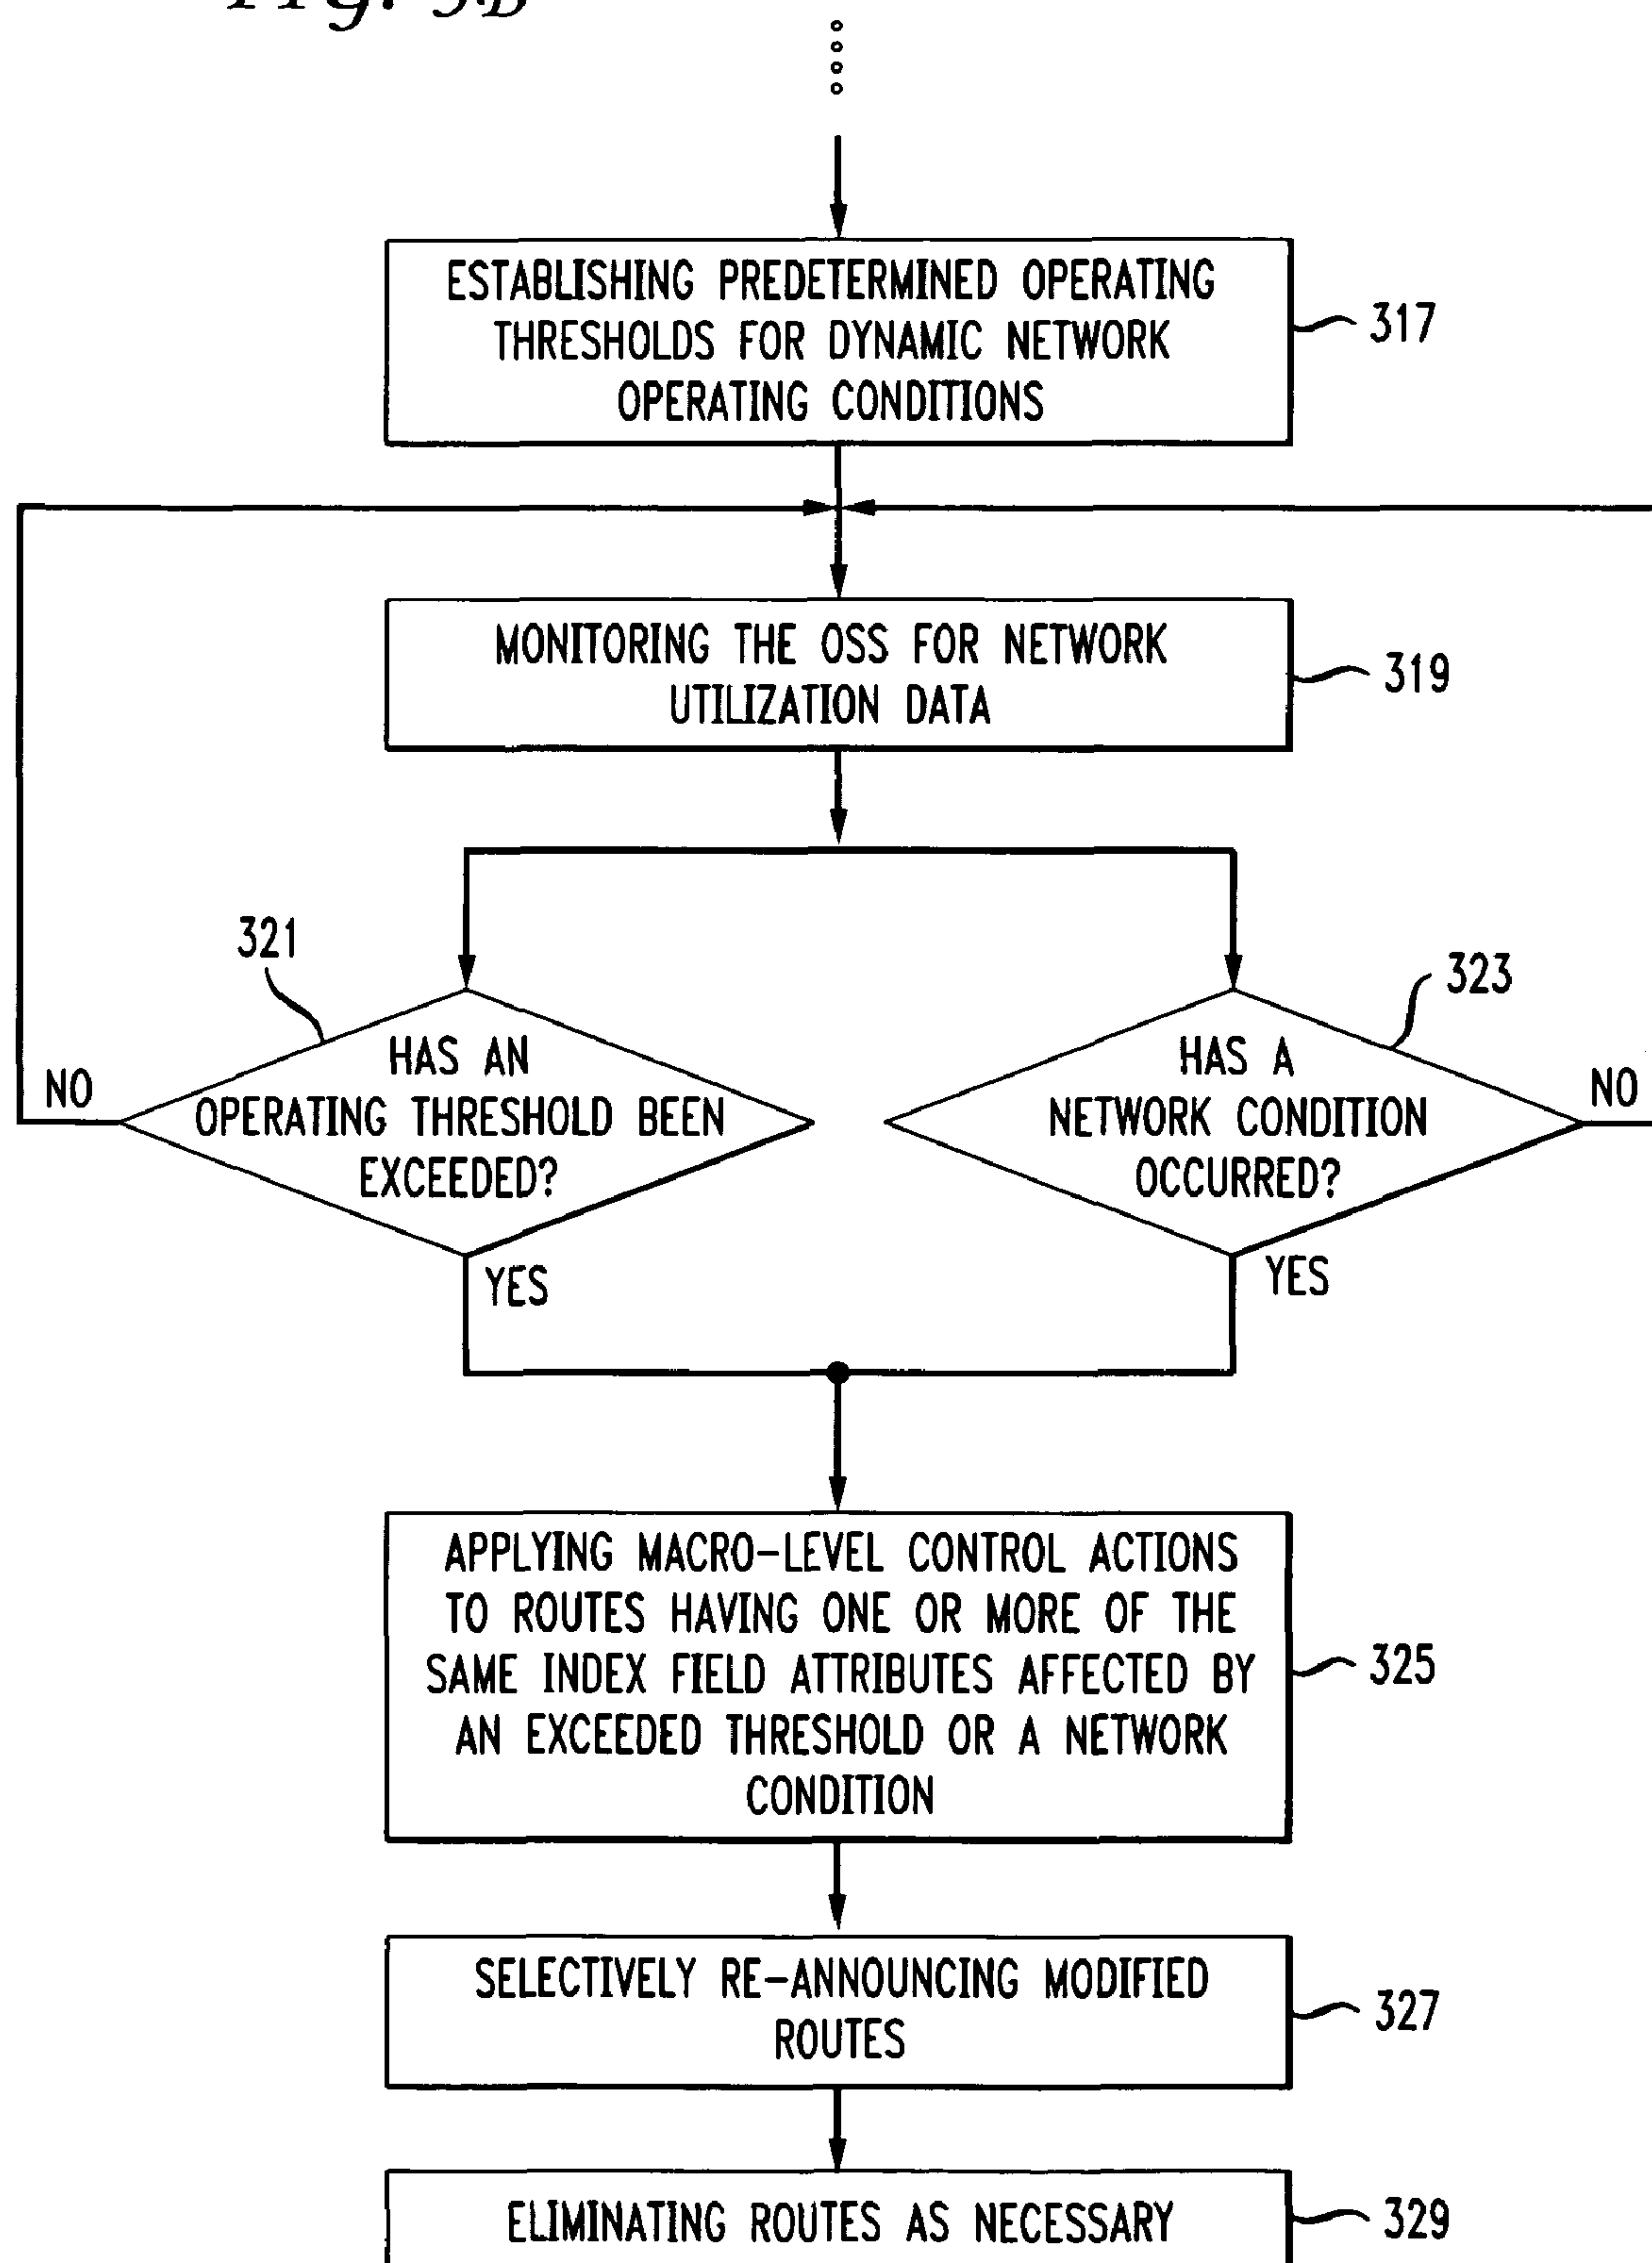 Fig. 3B
ESTABLISHING PREDETERMINED OPERATING
THRESHOLDS FOR DYNAMIC NETWORK
OPERATING CONDITIONS
317
MONITORING THE OSS FOR NETWORK
UTILIZATION DATA
319
321
323
HAS AN
OPERATING THRESHOLD BEEN
EXCEEDED?
NO
YES
HAS A
NETWORK CONDITION
OCCURRED?
NO
YES
APPLYING MACRO-LEVEL CONTROL ACTIONS
TO ROUTES HAVING ONE OR MORE OF THE
SAME INDEX FIELD ATTRIBUTES AFFECTED BY
AN EXCEEDED THRESHOLD OR A NETWORK
CONDITION
325
SELECTIVELY RE-ANNOUNCING MODIFIED
ROUTES
327
ELIMINATING ROUTES AS NECESSARY
329